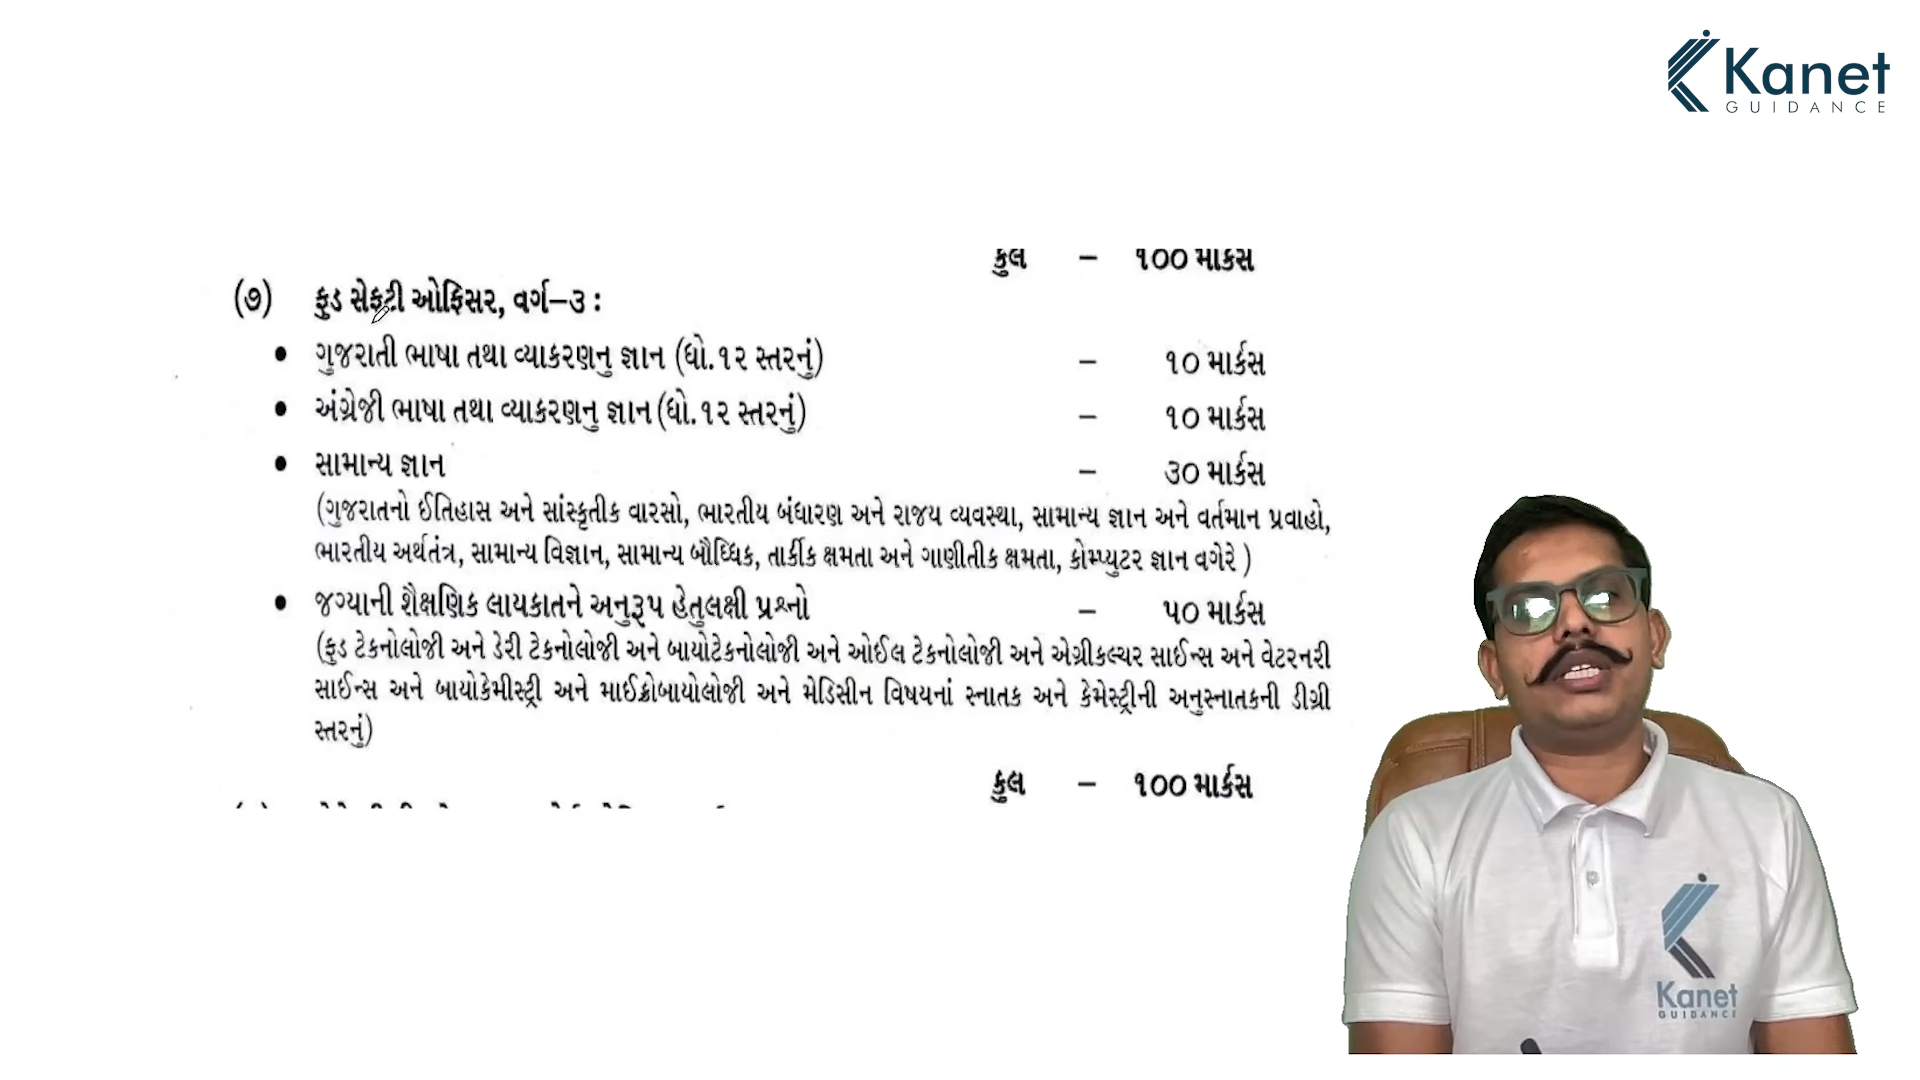 Kanet
GUIDANCE
કુલ – ૧૦૦ માર્કસ
(૭) ફુડ સેફટી ઓફિસર, વર્ગ-૩ :
• ગુજરાતી ભાષા તથા વ્યાકરણનુ જ્ઞાન (ધો.૧૨ સ્તરનું) – ૧૦ માર્કસ
• અંગ્રેજી ભાષા તથા વ્યાકરણનુ જ્ઞાન (ધો.૧૨ સ્તરનું) – ૧૦ માર્કસ
• સામાન્ય જ્ઞાન – ૩૦ માર્કસ
(ગુજરાતનો ઈતિહાસ અને સાંસ્કૃતીક વારસો, ભારતીય બંધારણ અને રાજય વ્યવસ્થા, સામાન્ય જ્ઞાન અને વર્તમાન પ્રવાહો,
ભારતીય અર્થતંત્ર, સામાન્ય વિજ્ઞાન, સામાન્ય બૌધ્ધિક, તાર્કીક ક્ષમતા અને ગાણીતીક ક્ષમતા, કોમ્પ્યુટર જ્ઞાન વગેરે )
• જગ્યાની શૈક્ષણિક લાયકાતને અનુરૂપ હેતુલક્ષી પ્રશ્નો – ૫૦ માર્કસ
(ફુડ ટેકનોલોજી અને ડેરી ટેકનોલોજી અને બાયોટેકનોલોજી અને ઓઈલ ટેકનોલોજી અને એગ્રીકલ્ચર સાઈન્સ અને વેટરનરી
સાઈન્સ અને બાયોકેમીસ્ટ્રી અને માઈક્રોબાયોલોજી અને મેડિસીન વિષયનાં સ્નાતક અને કેમેસ્ટ્રીની અનુસ્નાતકની ડીગ્રી
સ્તરનું)
કુલ – ૧૦૦ માર્કસ
Kanet
GUIDANCE